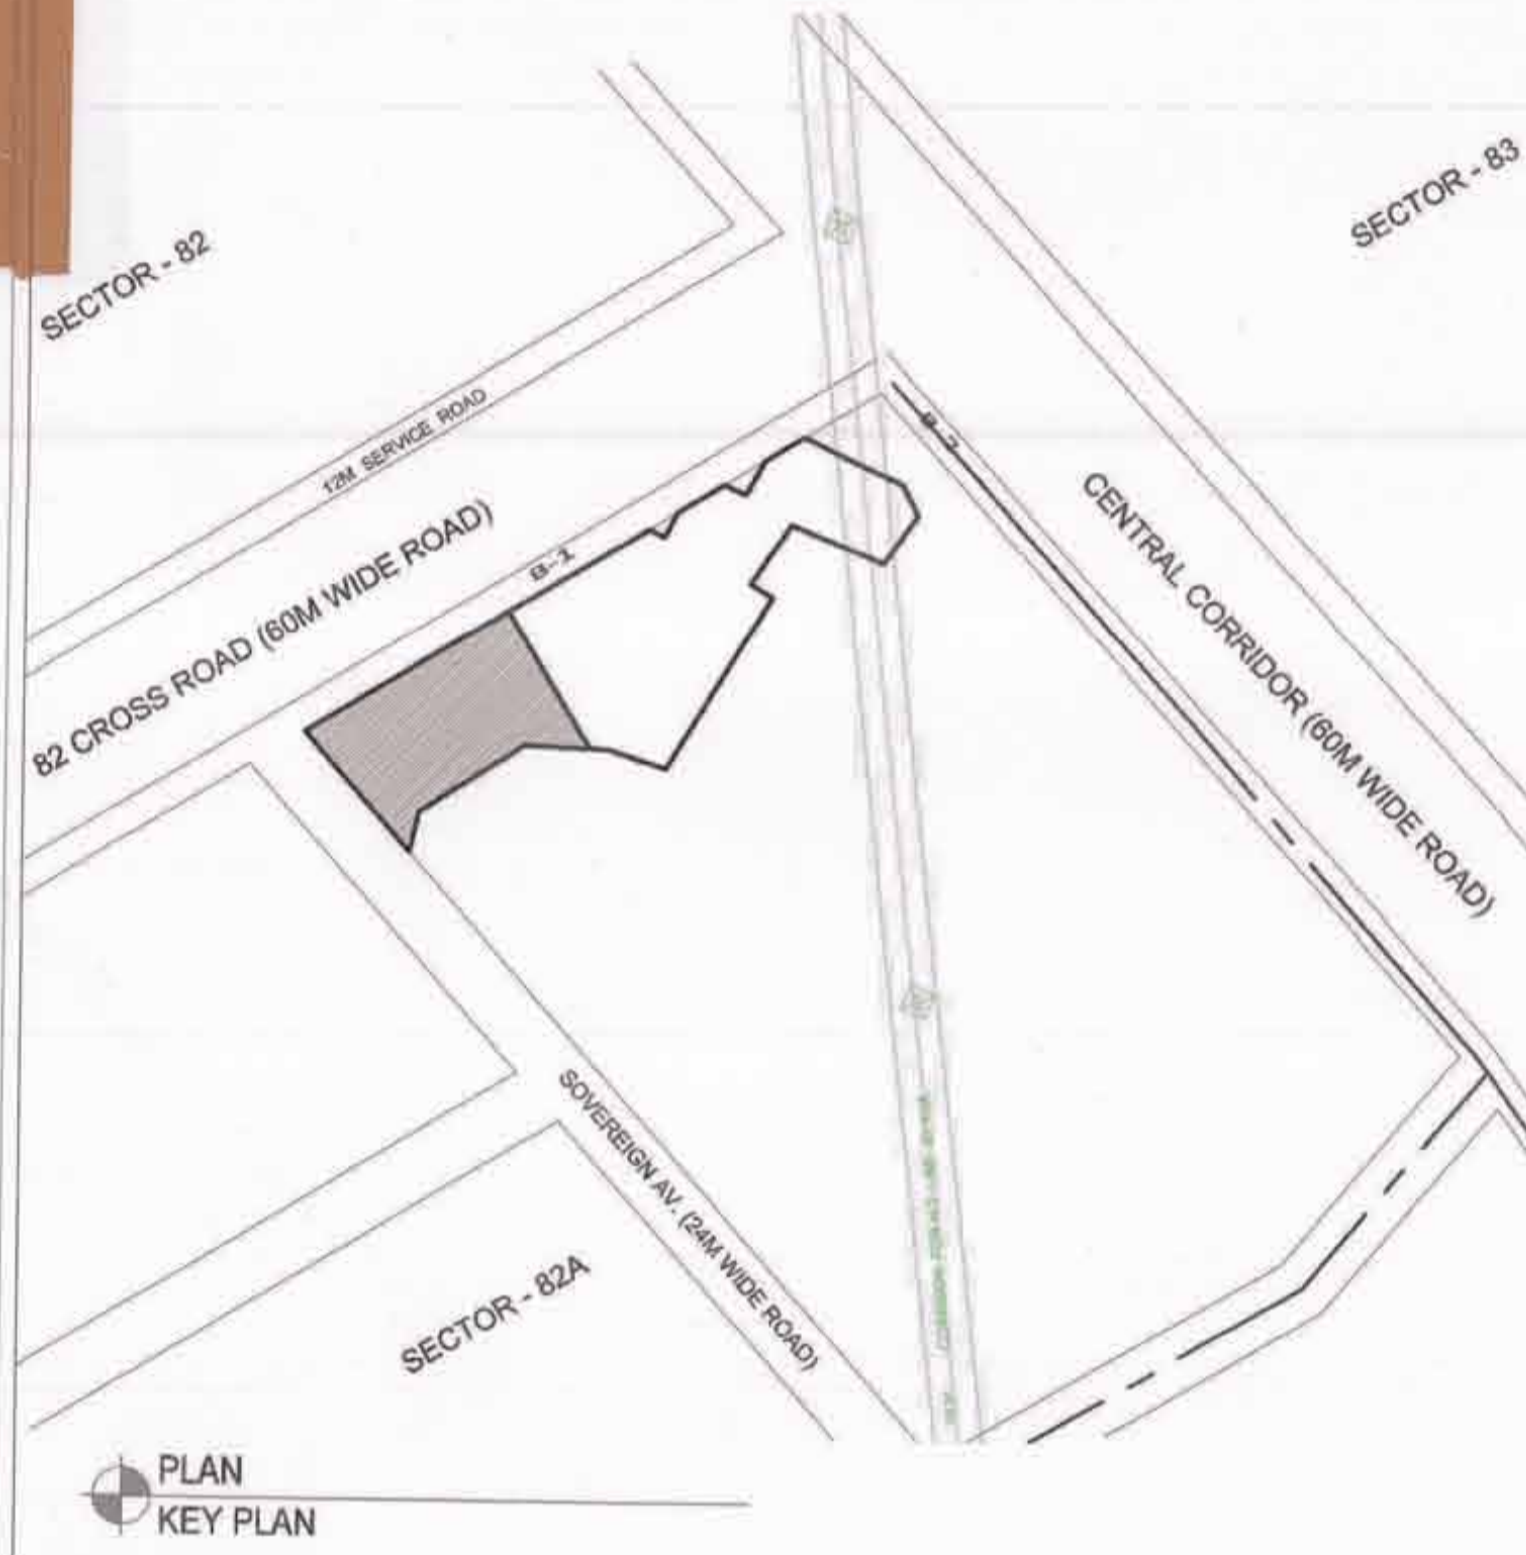 SECTOR - 83
SECTOR - 82
12M SERVICE ROAD
82 CROSS ROAD (60M WIDE ROAD)
B-1
CENTRAL CORRIDOR (60M WIDE ROAD)
SOVEREIGN AV. (24M WIDE ROAD)
SECTOR - 82A
PLAN
KEY PLAN